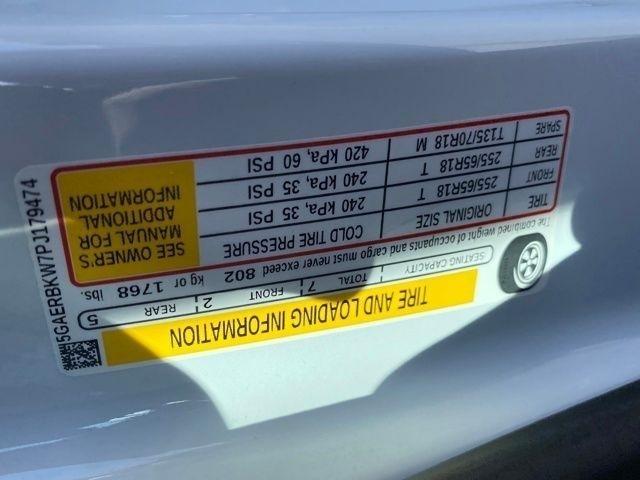 TIRE AND LOADING INFORMATION
SEATING CAPACITY TOTAL 7 FRONT 2 REAR 5
The combined weight of occupants and cargo must never exceed 802 kg or 1768 lbs.
TIRE ORIGINAL SIZE COLD TIRE PRESSURE
FRONT 255/65R18 T 240 kPa, 35 PSI
REAR 255/65R18 T 240 kPa, 35 PSI
SPARE T135/70R18 M 420 kPa, 60 PSI
SEE OWNER'S
MANUAL FOR
ADDITIONAL
INFORMATION
5GAERBKW7PJ179474